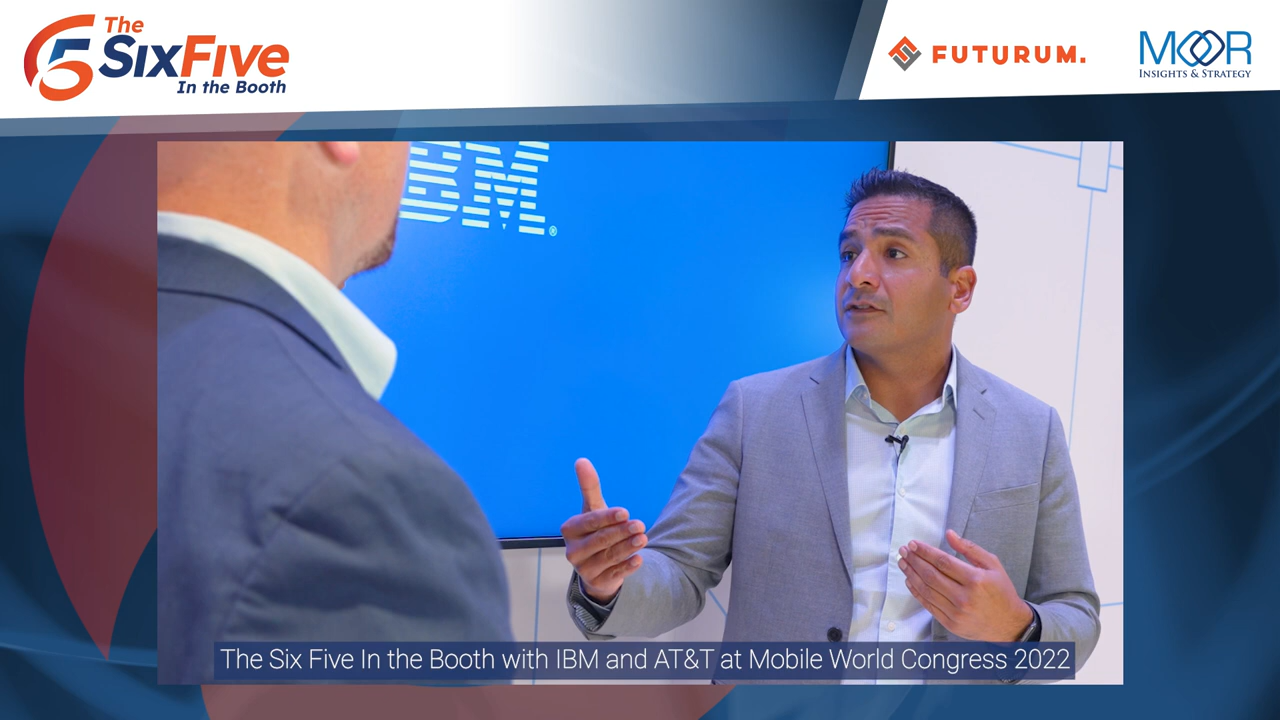 The
SixFive
In the Booth
FUTURUM.
MOOR
INSIGHTS & STRATEGY
IBM®
The Six Five In the Booth with IBM and AT&T at Mobile World Congress 2022